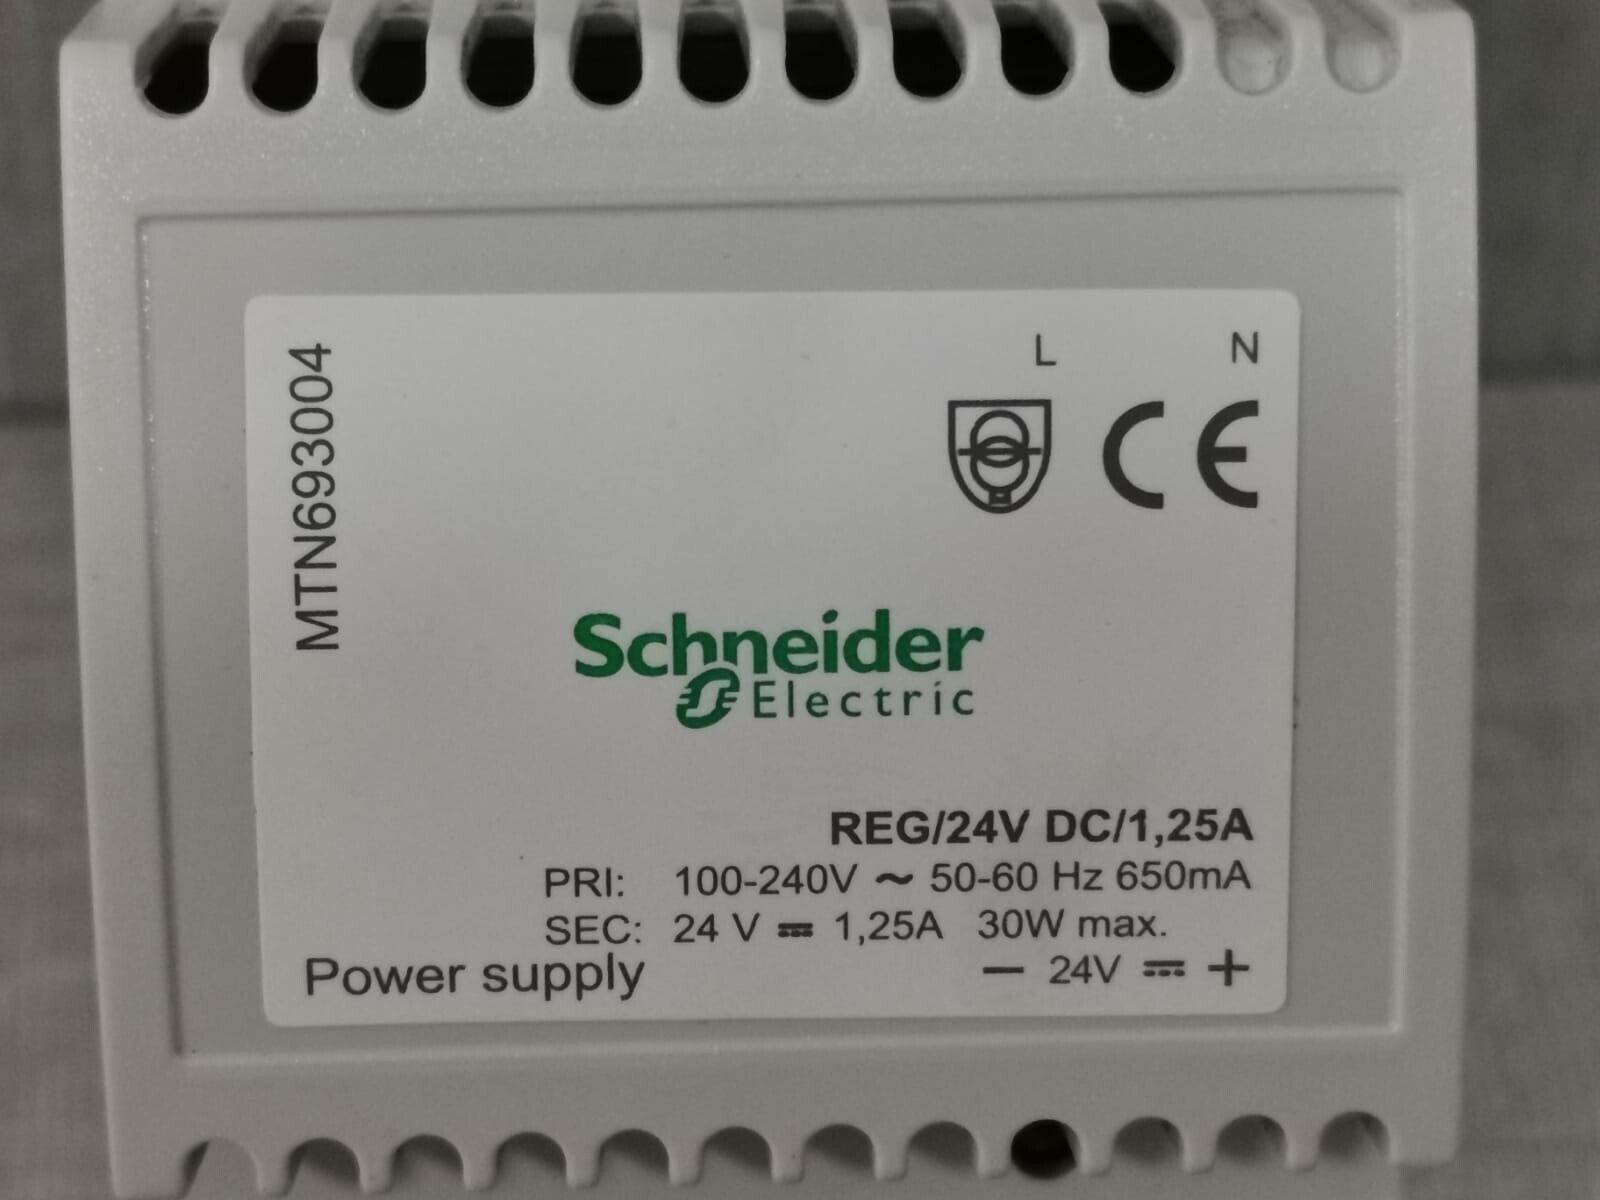 MTN693004
L N
CE
Schneider
Electric
REG/24V DC/1,25A
PRI: 100-240V ~ 50-60 Hz 650mA
SEC: 24 V ⎓ 1,25A 30W max.
Power supply
− 24V ⎓ +